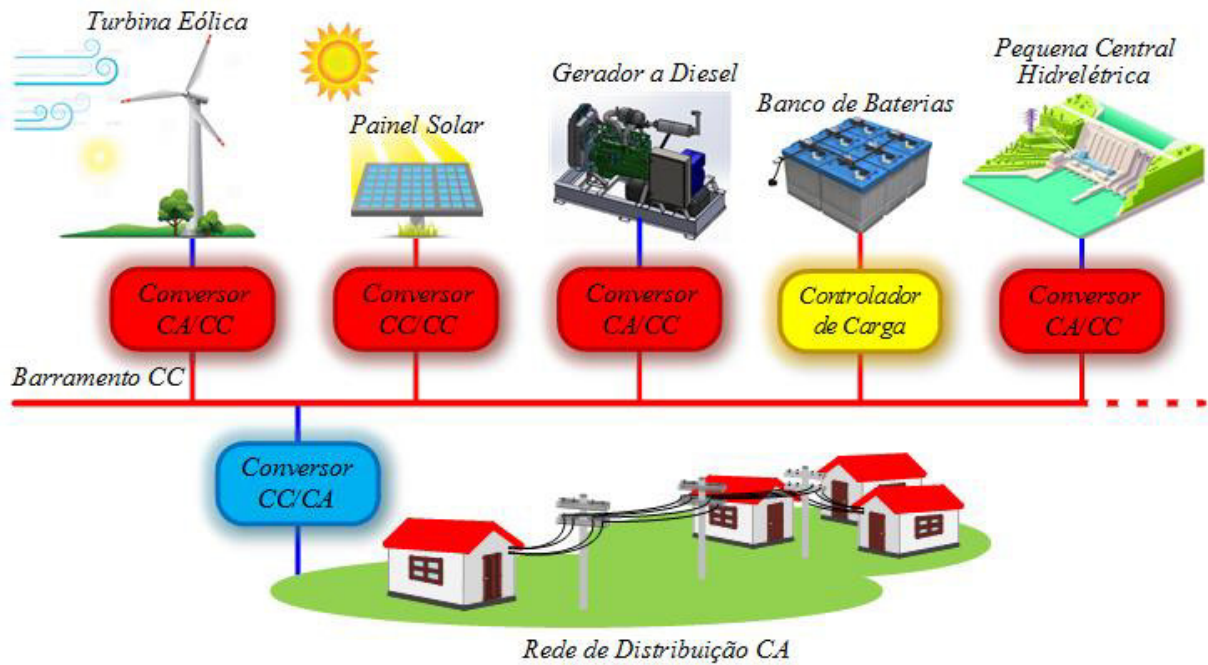 Turbina Eólica
Painel Solar
Gerador a Diesel
Banco de Baterias
Pequena Central
Hidrelétrica
Conversor
CA/CC
Conversor
CC/CC
Conversor
CA/CC
Controlador
de Carga
Conversor
CA/CC
Barramento CC
Conversor
CC/CA
Rede de Distribuição CA